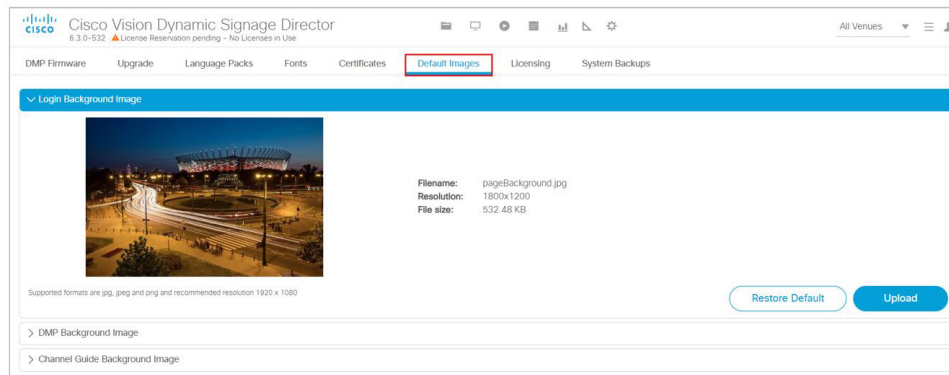 CISCO
Cisco Vision Dynamic Signage Director
6.3.0-532 License Reservation pending - No Licenses in Use
All Venues
DMP Firmware Upgrade Language Packs Fonts Certificates Default Images Licensing System Backups
Login Background Image
Filename: pageBackground.jpg
Resolution: 1800x1200
File size: 532.48 KB
Supported formats are jpg, jpeg and png and recommended resolution 1920 x 1080
Restore Default Upload
DMP Background Image
Channel Guide Background Image